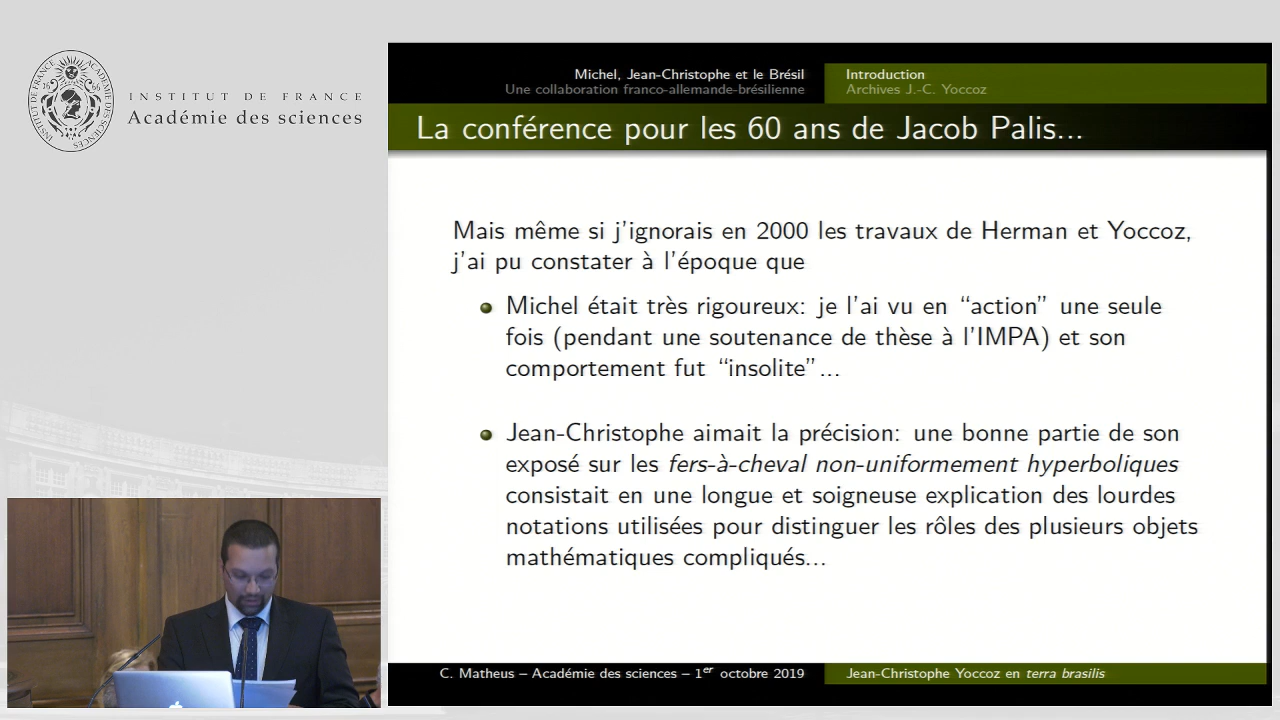 INSTITUT DE FRANCE
Académie des sciences
Michel, Jean-Christophe et le Brésil
Une collaboration franco-allemande-brésilienne
Introduction
Archives J.-C. Yoccoz
La conférence pour les 60 ans de Jacob Palis...
Mais même si j'ignorais en 2000 les travaux de Herman et Yoccoz,
j'ai pu constater à l'époque que
Michel était très rigoureux: je l'ai vu en “action” une seule
fois (pendant une soutenance de thèse à l'IMPA) et son
comportement fut “insolite”...
Jean-Christophe aimait la précision: une bonne partie de son
exposé sur les fers-à-cheval non-uniformement hyperboliques
consistait en une longue et soigneuse explication des lourdes
notations utilisées pour distinguer les rôles des plusieurs objets
mathématiques compliqués...
C. Matheus – Académie des sciences – 1er octobre 2019
Jean-Christophe Yoccoz en terra brasilis